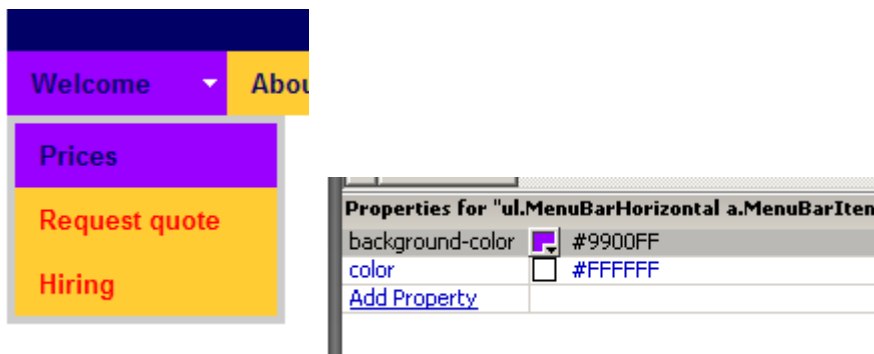 Welcome
Abou
Prices
Request quote
Hiring
Properties for "ul.MenuBarHorizontal a.MenuBarIten
background-color #9900FF
color #FFFFFF
Add Property